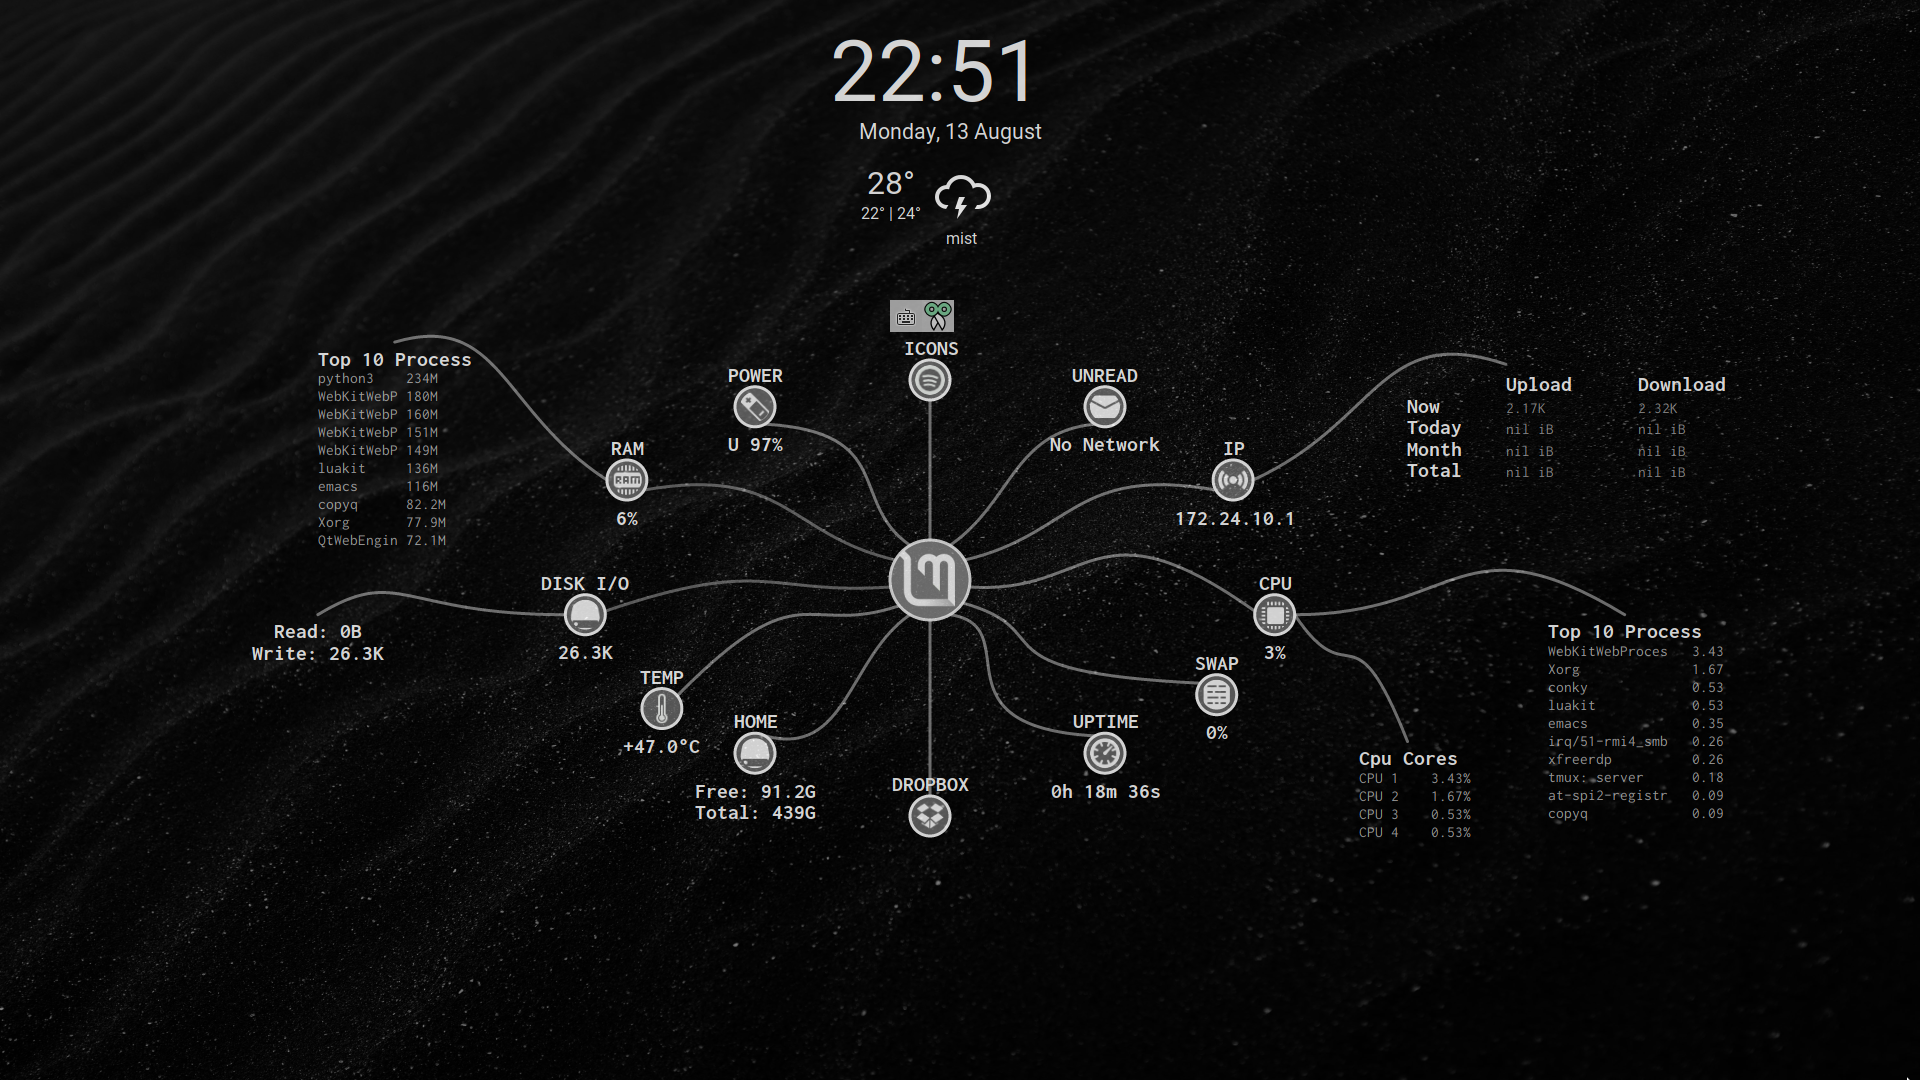 22:51
Monday, 13 August
28°
22° | 24°
mist
ICONS
POWER
U 97%
UNREAD
No Network
RAM
RAM
6%
IP
172.24.10.1
Top 10 Process
python3 234M
WebKitWebP 180M
WebKitWebP 160M
WebKitWebP 151M
WebKitWebP 149M
luakit 136M
emacs 116M
copyq 82.2M
Xorg 77.9M
QtWebEngin 72.1M
Upload Download
Now 2.17K 2.32K
Today nil iB nil iB
Month nil iB nil iB
Total nil iB nil iB
DISK I/O
26.3K
Read: 0B
Write: 26.3K
CPU
3%
TEMP
+47.0°C
SWAP
0%
HOME
Free: 91.2G
Total: 439G
UPTIME
0h 18m 36s
DROPBOX
Top 10 Process
WebKitWebProces 3.43
Xorg 1.67
conky 0.53
luakit 0.53
emacs 0.35
irq/51-rmi4_smb 0.26
xfreerdp 0.26
tmux: server 0.18
at-spi2-registr 0.09
copyq 0.09
Cpu Cores
CPU 1 3.43%
CPU 2 1.67%
CPU 3 0.53%
CPU 4 0.53%